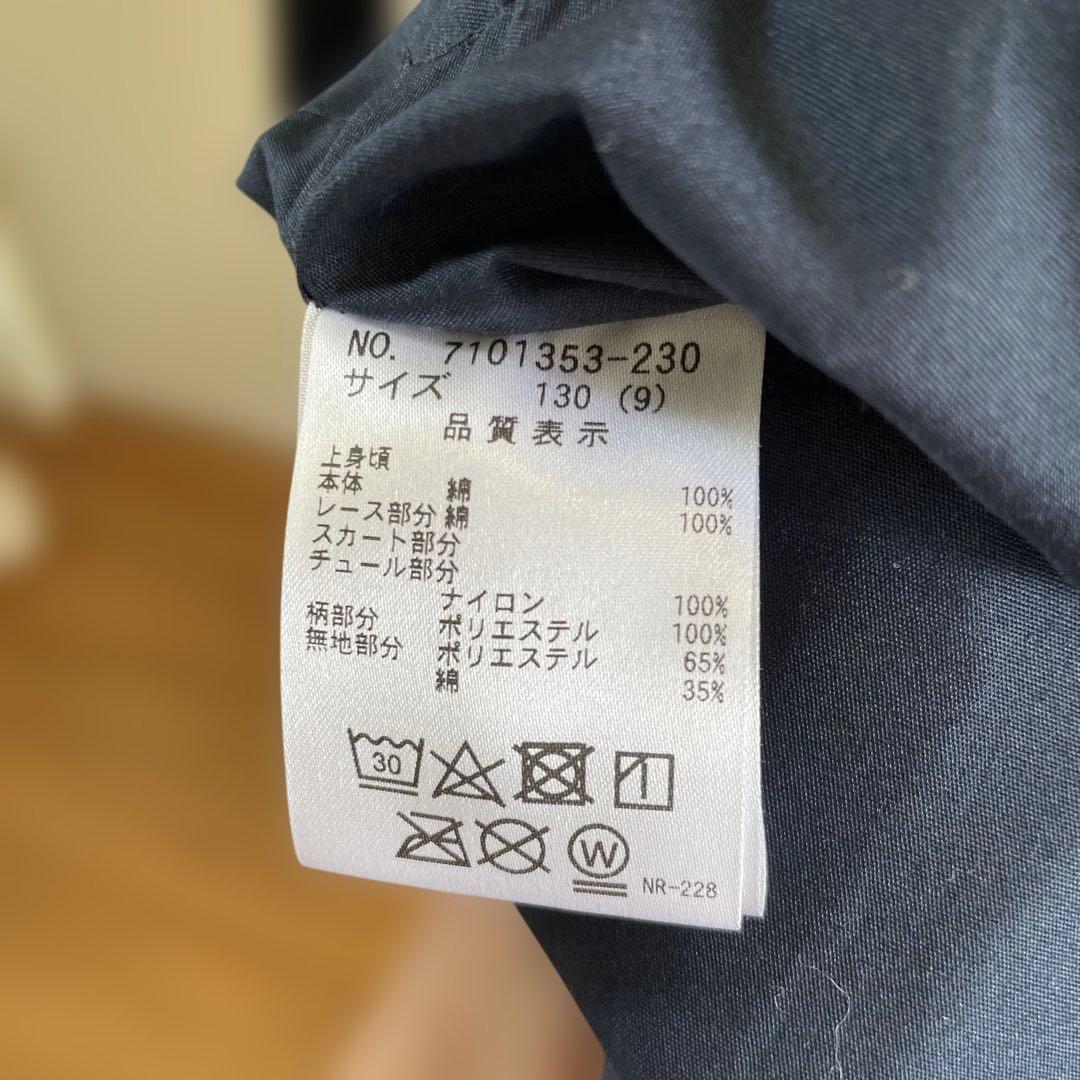 NO. 7101353-230
サイズ 130 (9)
品質表示
上身頃
本体 綿 100%
レース部分 綿 100%
スカート部分
チュール部分
ナイロン 100%
柄部分 ポリエステル 100%
無地部分 ポリエステル 65%
綿 35%
30
W
NR-228